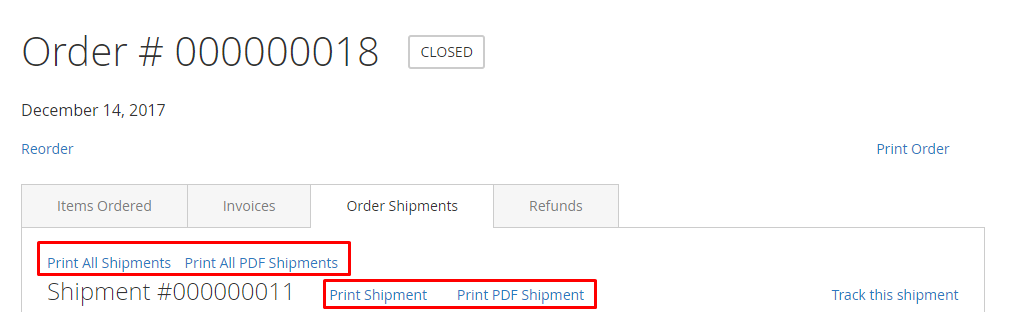 Order # 000000018 CLOSED
December 14, 2017
Reorder Print Order
Items Ordered Invoices Order Shipments Refunds
Print All Shipments Print All PDF Shipments
Shipment #000000011 Print Shipment Print PDF Shipment Track this shipment